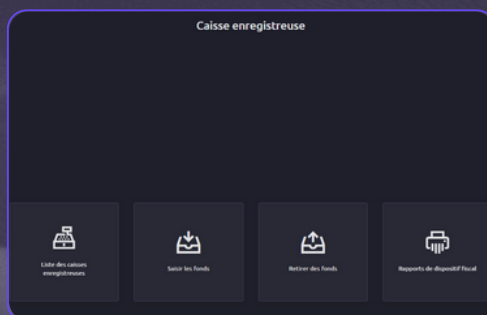 Caisse enregistreuse
Liste des caisses
enregistreuses
Saisir les fonds
Retirer des fonds
Rapports de dispositif fiscal